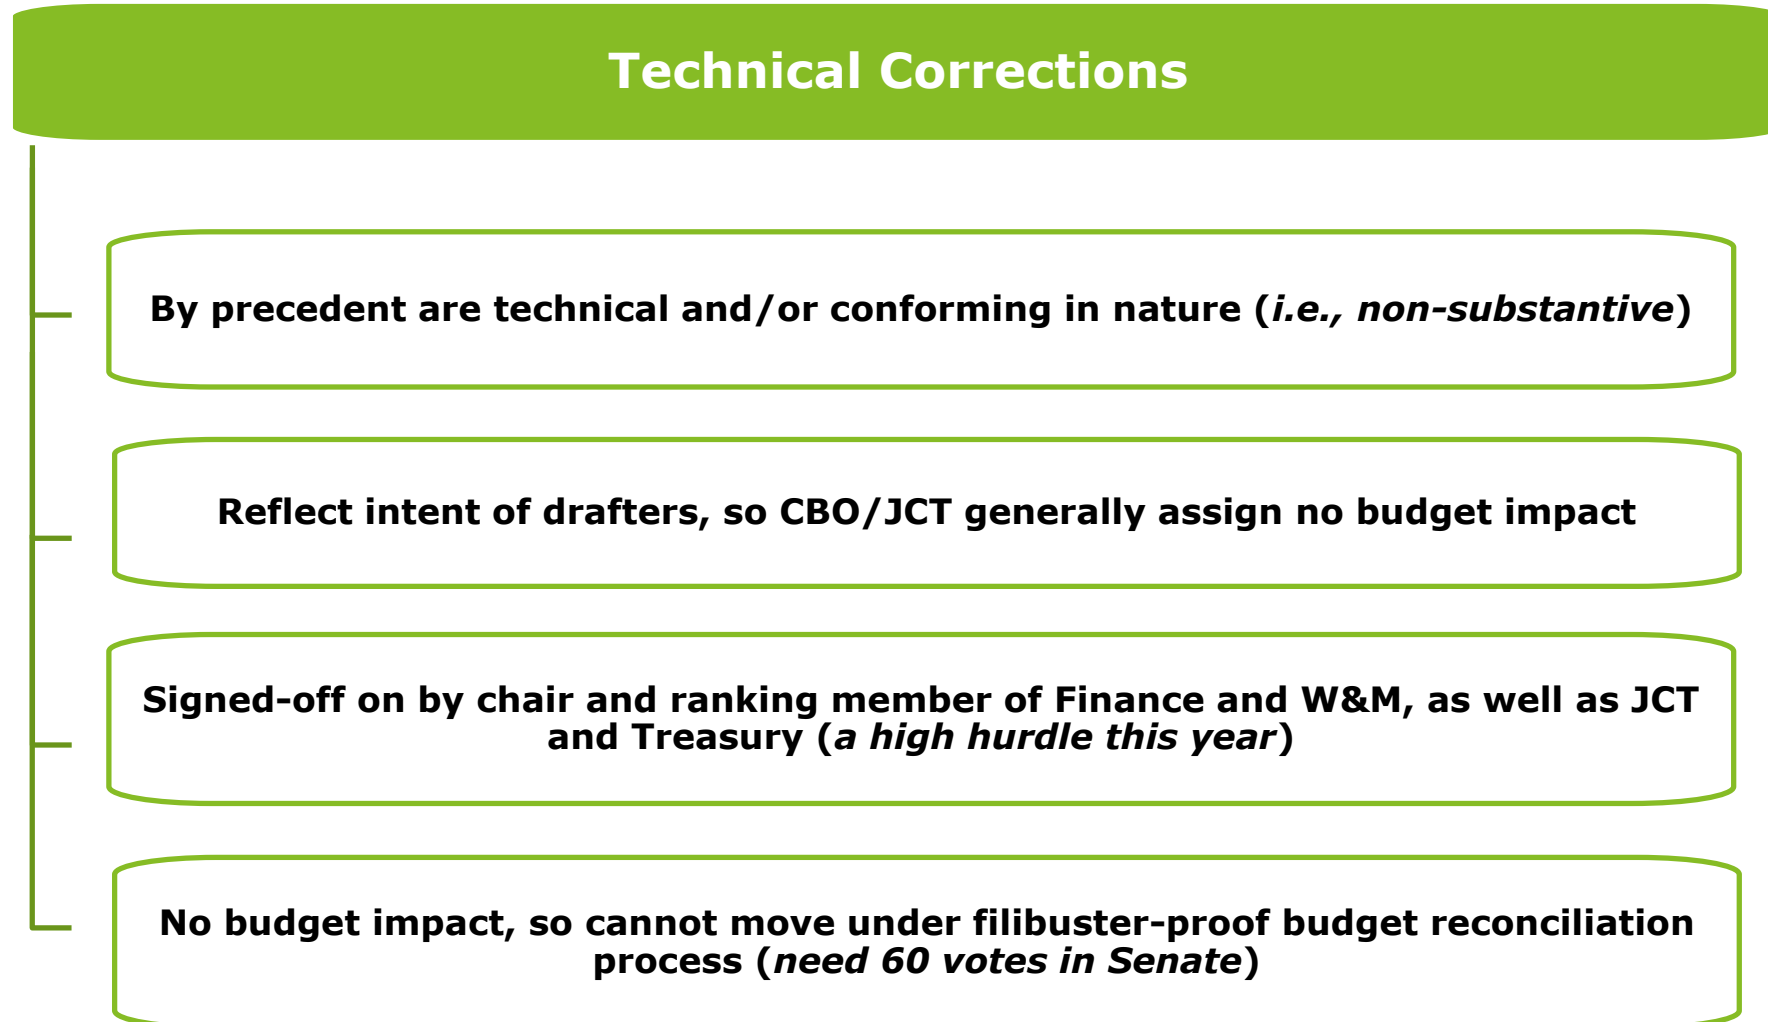 Technical Corrections
By precedent are technical and/or conforming in nature (i.e., non-substantive)
Reflect intent of drafters, so CBO/JCT generally assign no budget impact
Signed-off on by chair and ranking member of Finance and W&M, as well as JCT
and Treasury (a high hurdle this year)
No budget impact, so cannot move under filibuster-proof budget reconciliation
process (need 60 votes in Senate)